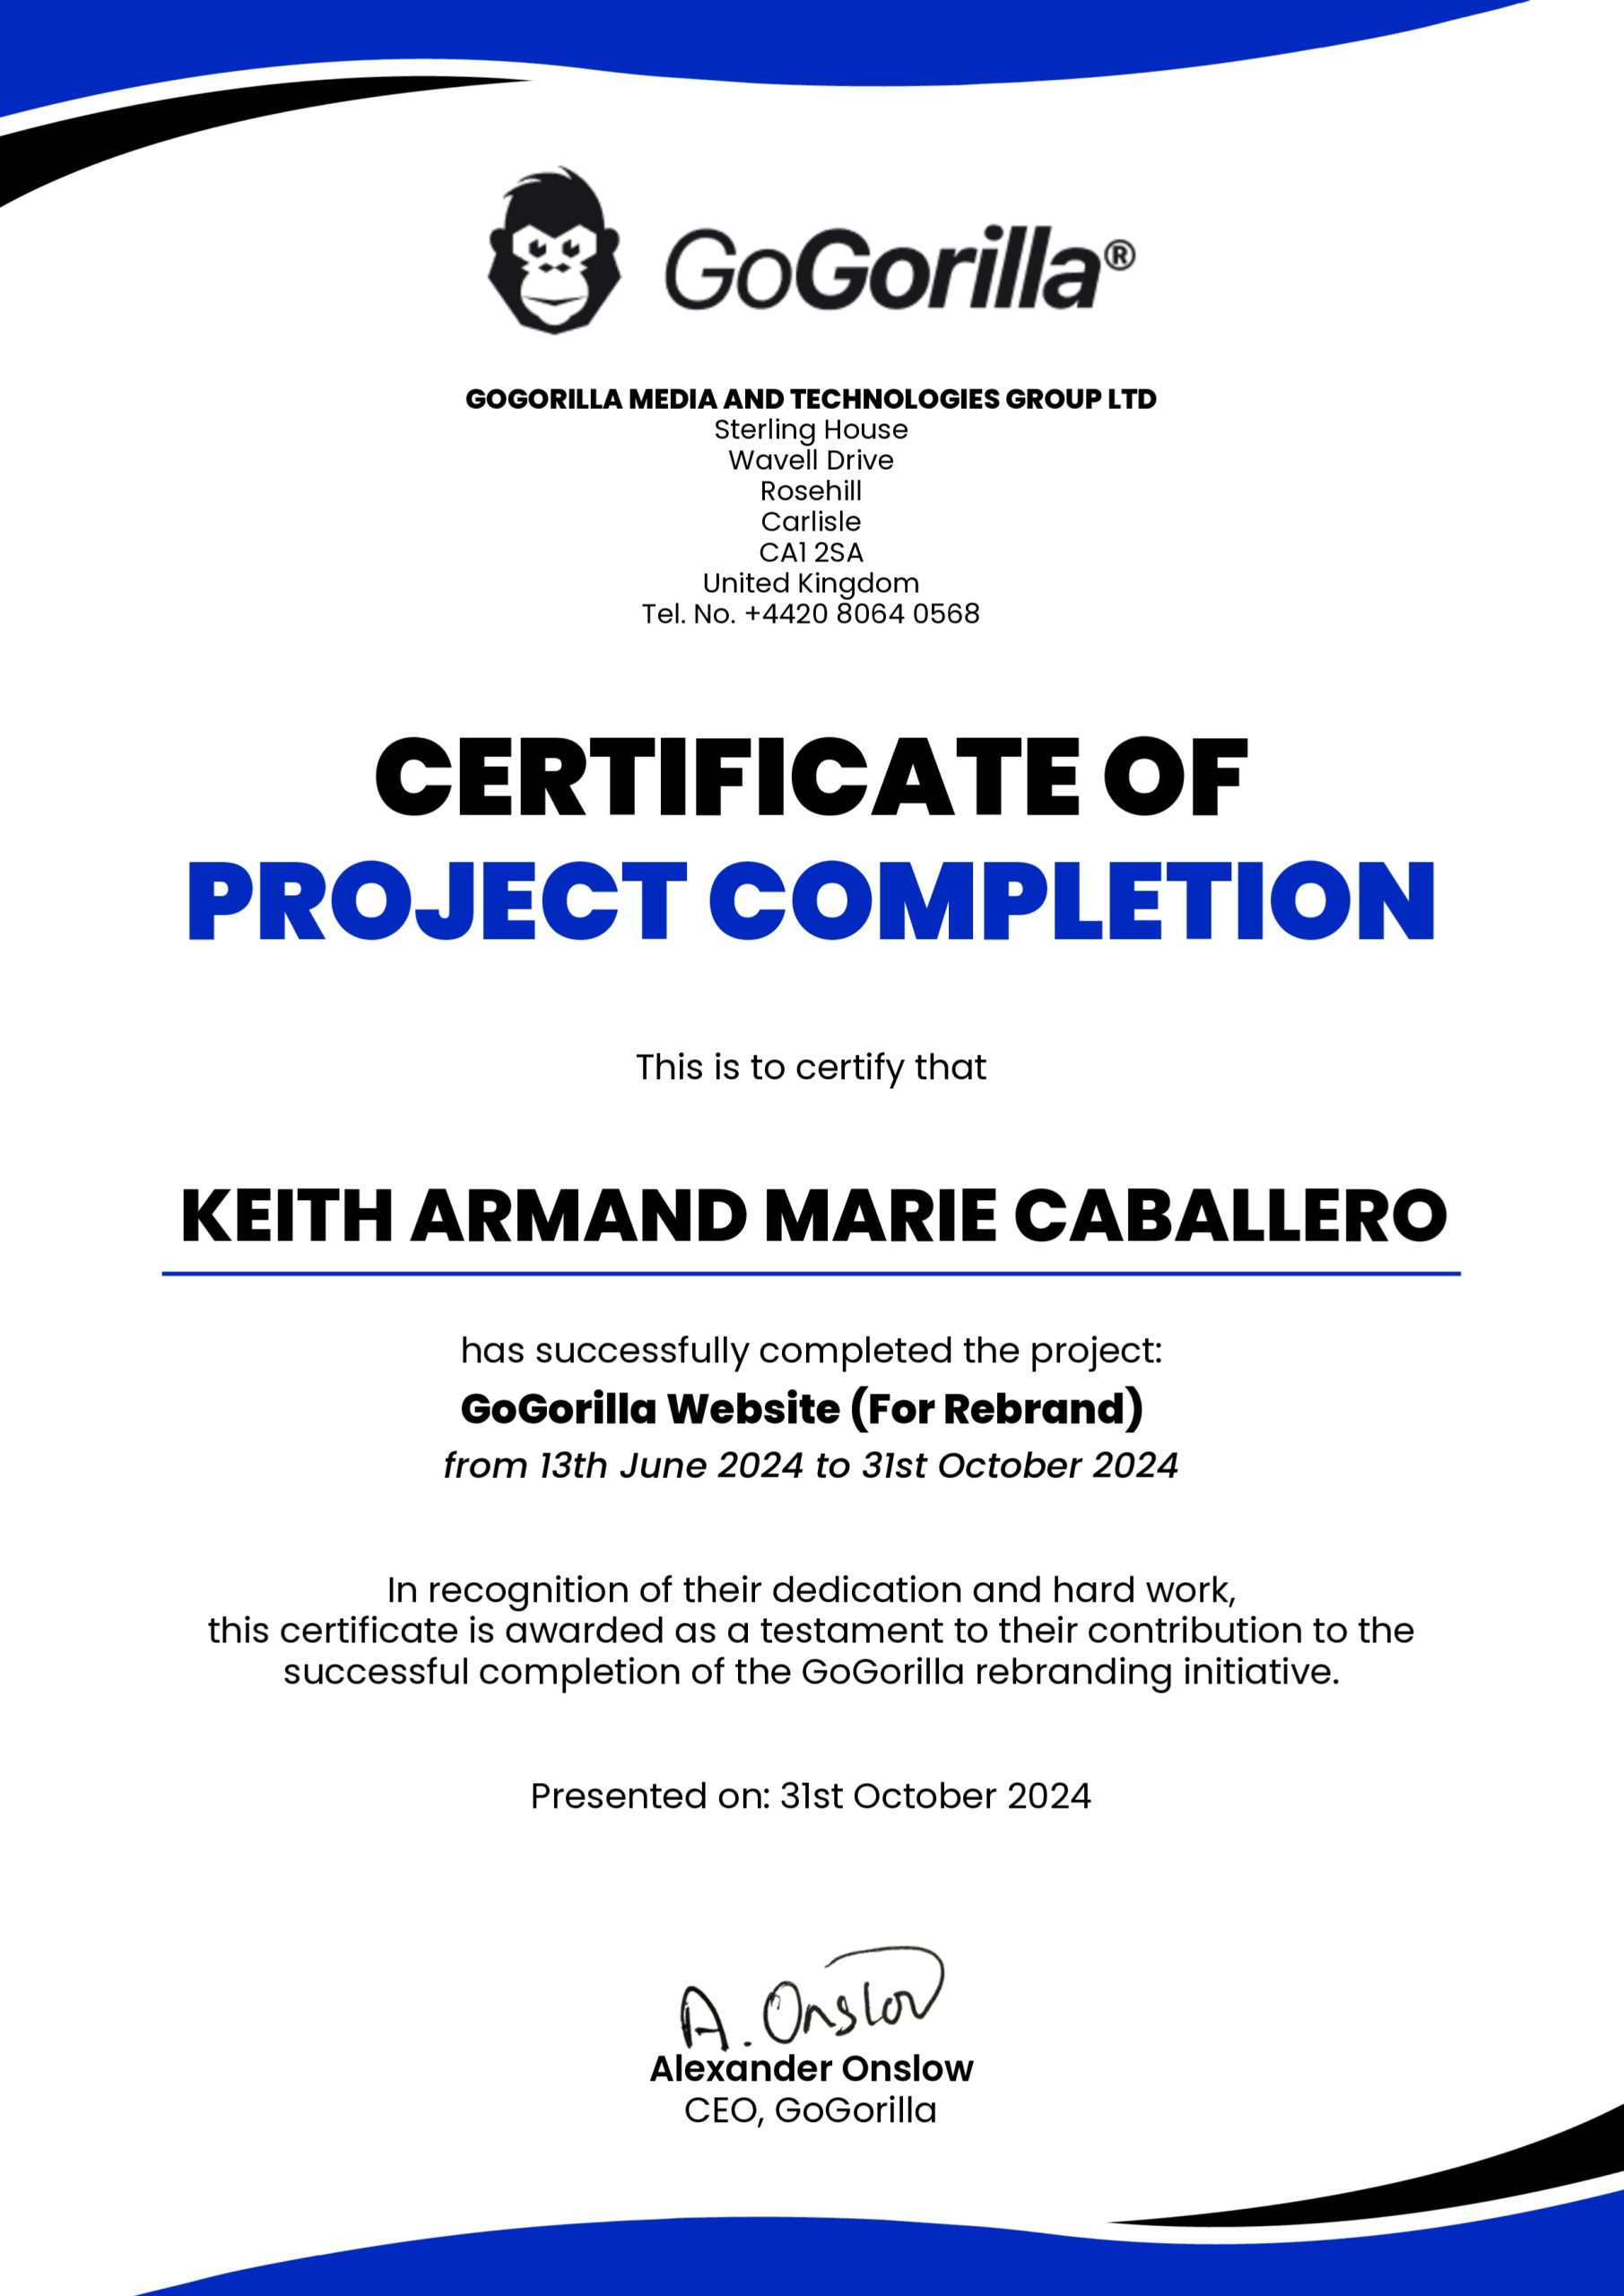 GoGorilla®
GOGORILLA MEDIA AND TECHNOLOGIES GROUP LTD
Sterling House
Wavell Drive
Rosehill
Carlisle
CA1 2SA
United Kingdom
Tel. No. +4420 8064 0568
CERTIFICATE OF
PROJECT COMPLETION
This is to certify that
KEITH ARMAND MARIE CABALLERO
has successfully completed the project:
GoGorilla Website (For Rebrand)
from 13th June 2024 to 31st October 2024
In recognition of their dedication and hard work,
this certificate is awarded as a testament to their contribution to the
successful completion of the GoGorilla rebranding initiative.
Presented on: 31st October 2024
A. Onslow
Alexander Onslow
CEO, GoGorilla